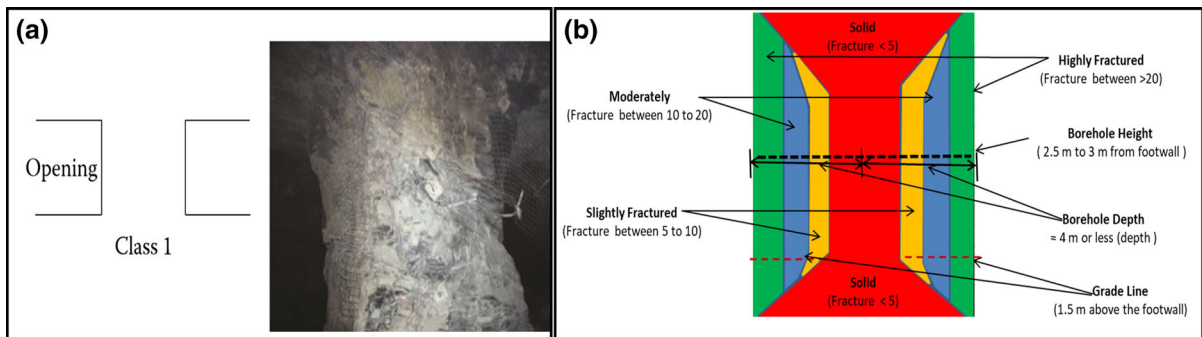 (a)
Opening
Class 1
(b)
Solid
(Fracture < 5)
Highly Fractured
(Fracture between >20)
Moderately
(Fracture between 10 to 20)
Borehole Height
( 2.5 m to 3 m from footwall )
Slightly Fractured
(Fracture between 5 to 10)
Borehole Depth
≈ 4 m or less (depth )
Solid
(Fracture < 5)
Grade Line
(1.5 m above the footwall)